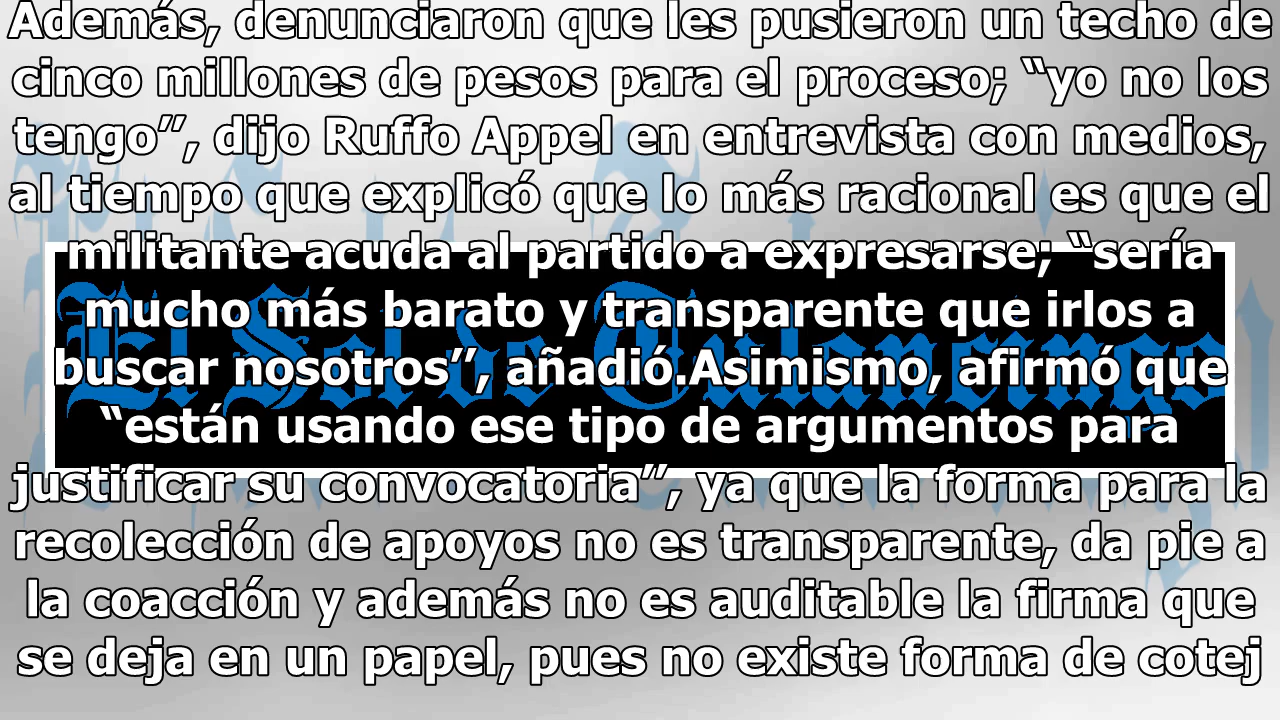 Además, denunciaron que les pusieron un techo de
cinco millones de pesos para el proceso; “yo no los
tengo”, dijo Ruffo Appel en entrevista con medios,
al tiempo que explicó que lo más racional es que el
militante acuda al partido a expresarse; “sería
mucho más barato y transparente que irlos a
buscar nosotros”, añadió.Asimismo, afirmó que
“están usando ese tipo de argumentos para
justificar su convocatoria”, ya que la forma para la
recolección de apoyos no es transparente, da pie a
la coacción y además no es auditable la firma que
se deja en un papel, pues no existe forma de cotej
El Sol de Tulancingo